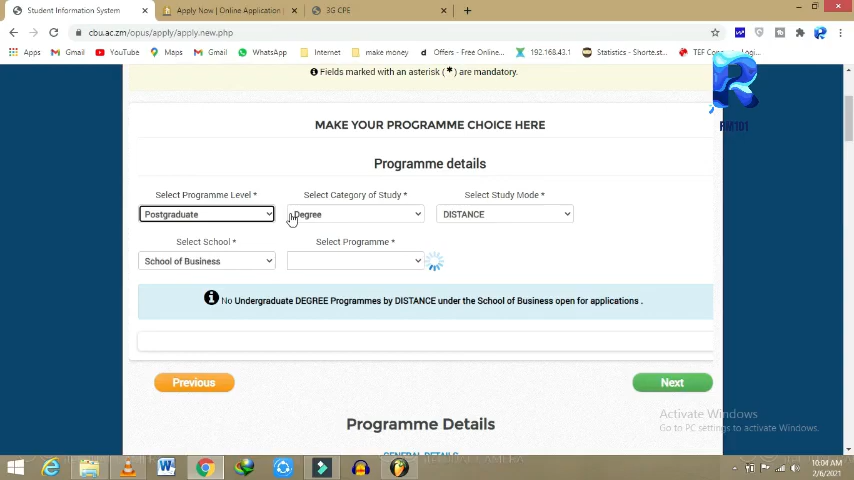 Student Information System
Apply Now | Online Application
3G CPE
cbu.ac.zm/opus/apply/apply.new.php
Apps
Gmail
YouTube
Maps
Gmail
WhatsApp
Internet
make money
Offers - Free Online...
192.168.43.1
Statistics - Shorte.st...
Fields marked with an asterisk ( * ) are mandatory.
RM101
MAKE YOUR PROGRAMME CHOICE HERE
Programme details
Select Programme Level *
Select Category of Study *
Select Study Mode *
Postgraduate
Degree
DISTANCE
Select School *
Select Programme *
School of Business
No Undergraduate DEGREE Programmes by DISTANCE under the School of Business open for applications .
Previous
Next
Activate Windows
Go to PC settings to activate Windows.
Programme Details
GENERAL DETAILS
10:04 AM
2/6/2021